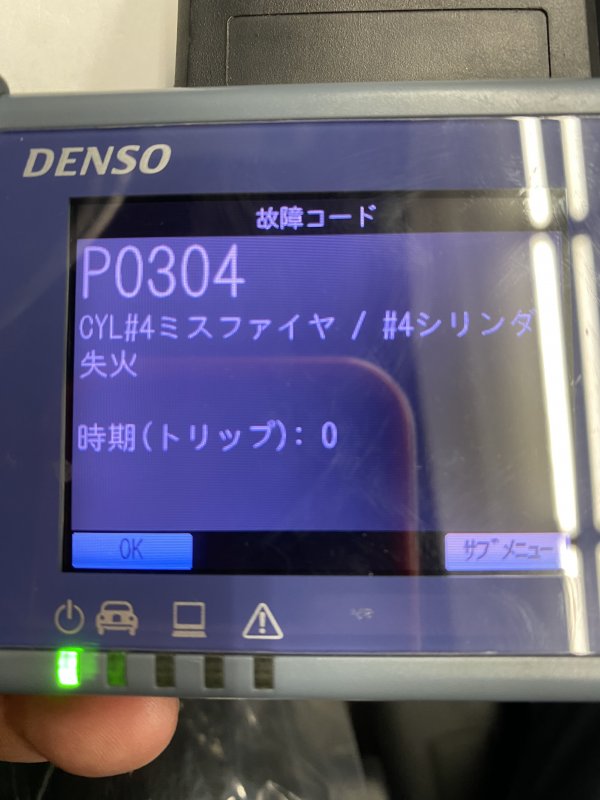 DENSO
故障コード
P0304
CYL#4ミスファイヤ / #4シリンダ
失火
時期(トリップ): 0
OK
サブメニュー